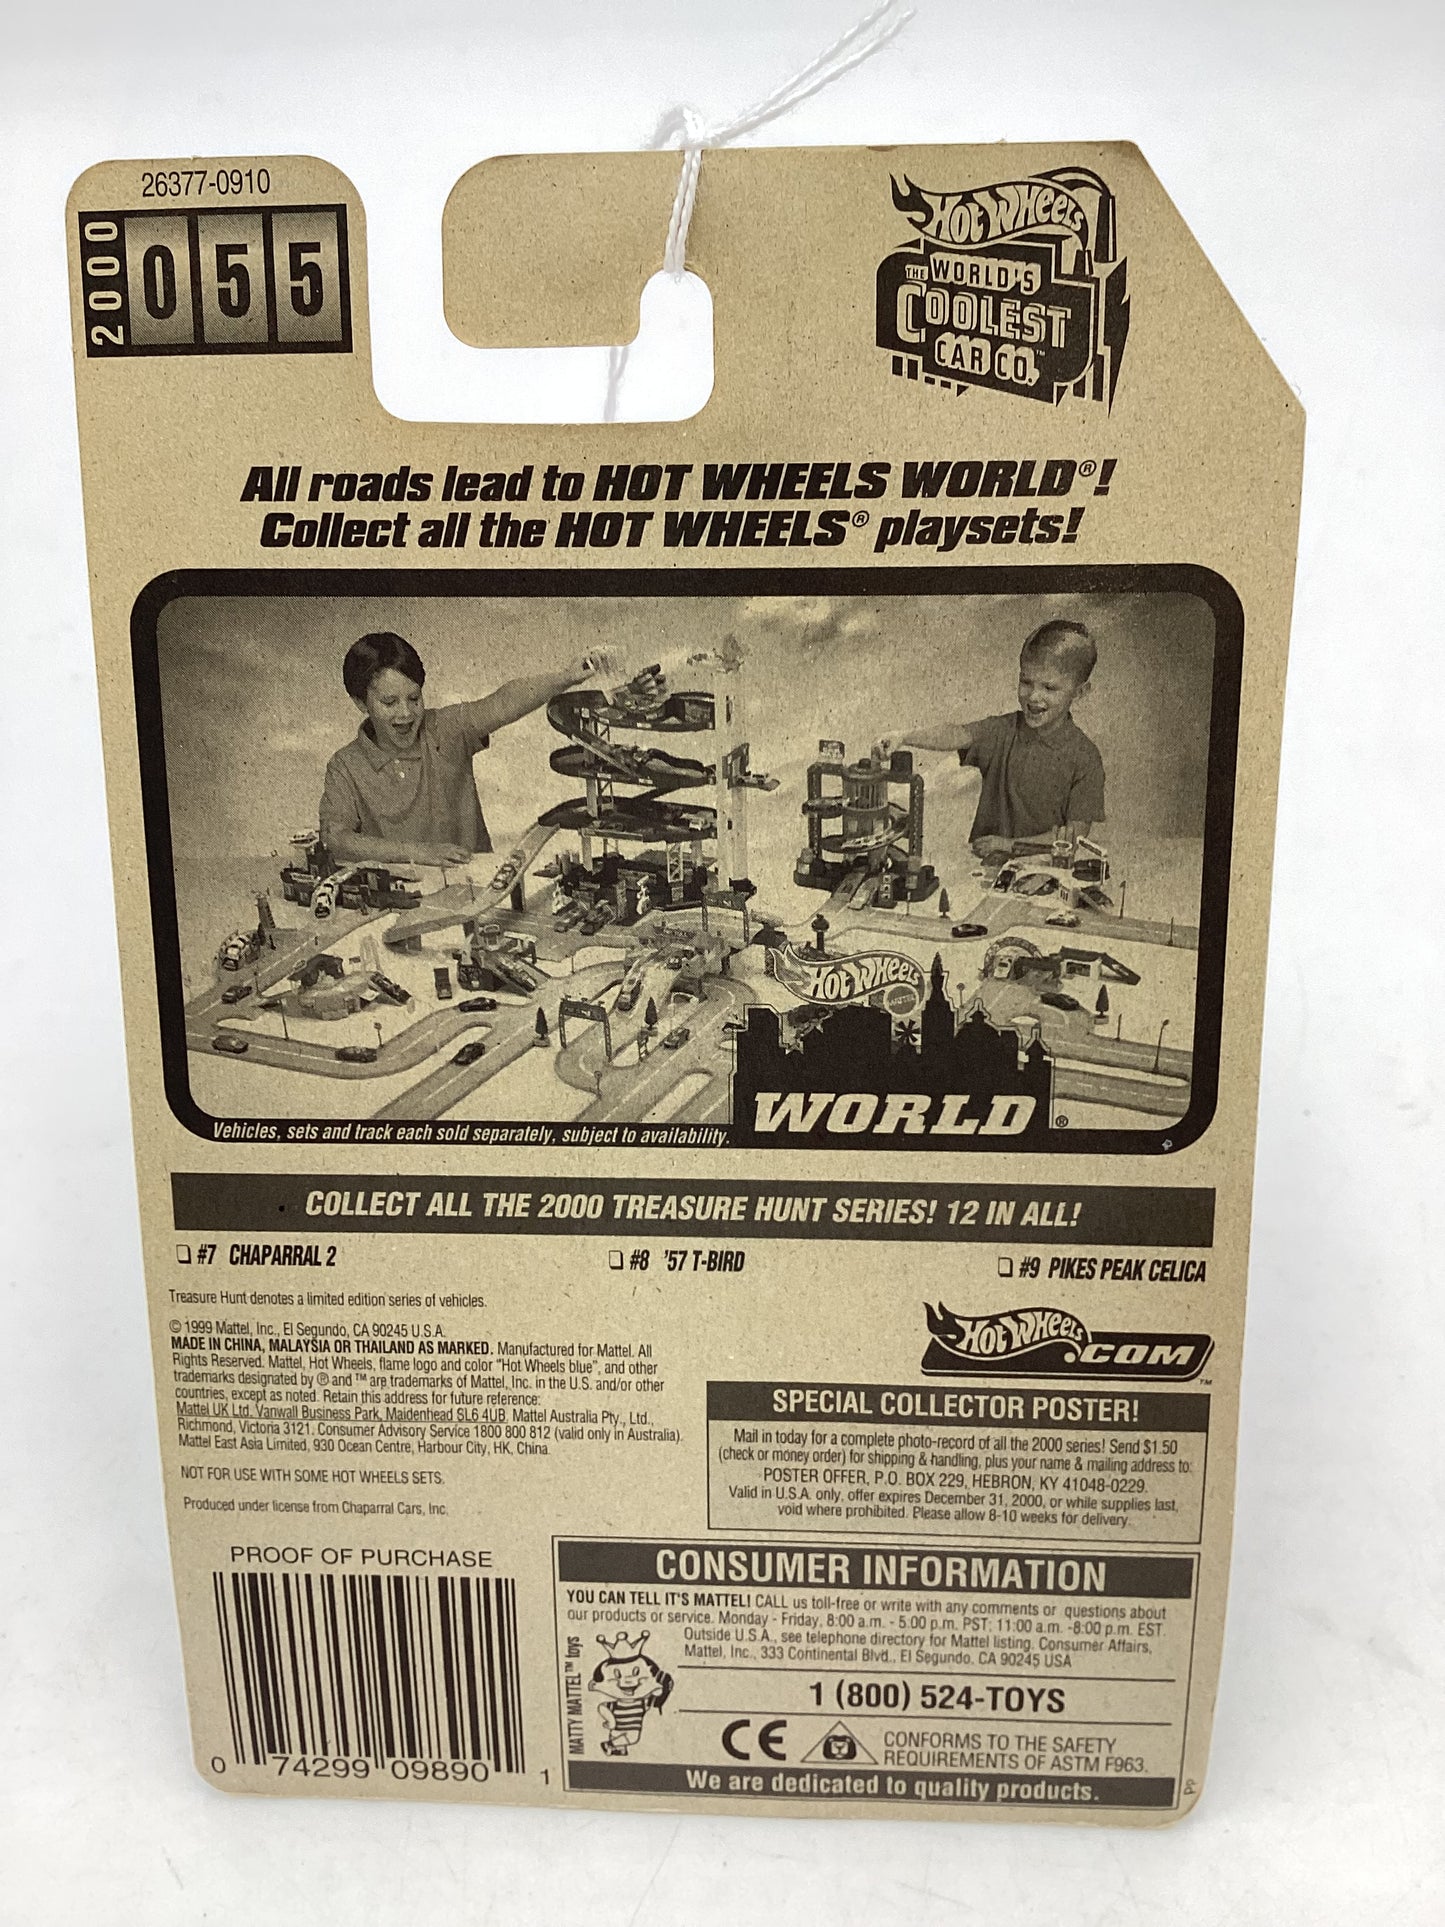 26377-0910
2000
055
HOT WHEELS
THE WORLD'S
COOLEST
CAR CO.™
All roads lead to HOT WHEELS WORLD®!
Collect all the HOT WHEELS® playsets!
HOT WHEELS
WORLD®
Vehicles, sets and track each sold separately, subject to availability.
COLLECT ALL THE 2000 TREASURE HUNT SERIES! 12 IN ALL!
❏ #7 CHAPARRAL 2 ❏ #8 '57 T-BIRD ❏ #9 PIKES PEAK CELICA
Treasure Hunt denotes a limited edition series of vehicles.
© 1999 Mattel, Inc., El Segundo, CA 90245 U.S.A.
MADE IN CHINA, MALAYSIA OR THAILAND AS MARKED. Manufactured for Mattel. All
Rights Reserved. Mattel, Hot Wheels, flame logo and color "Hot Wheels blue", and other
trademarks designated by ® and ™ are trademarks of Mattel, Inc. in the U.S. and/or other
countries, except as noted. Retain this address for future reference:
Mattel UK Ltd. Vanwall Business Park, Maidenhead SL6 4UB. Mattel Australia Pty., Ltd.,
Richmond, Victoria 3121. Consumer Advisory Service 1800 800 812 (valid only in Australia).
Mattel East Asia Limited, 930 Ocean Centre, Harbour City, HK, China.
NOT FOR USE WITH SOME HOT WHEELS SETS.
Produced under license from Chaparral Cars, Inc.
HOT WHEELS
.COM™
SPECIAL COLLECTOR POSTER!
Mail in today for a complete photo-record of all the 2000 series! Send $1.50
(check or money order) for shipping & handling, plus your name & mailing address to:
POSTER OFFER, P.O. BOX 229, HEBRON, KY 41048-0229.
Valid in U.S.A. only, offer expires December 31, 2000, or while supplies last,
void where prohibited. Please allow 8-10 weeks for delivery.
PROOF OF PURCHASE
0 74299 09890 1
CONSUMER INFORMATION
YOU CAN TELL IT'S MATTEL! CALL us toll-free or write with any comments or questions about
our products or service. Monday - Friday, 8:00 a.m. - 5:00 p.m. PST; 11:00 a.m. -8:00 p.m. EST.
Outside U.S.A., see telephone directory for Mattel listing. Consumer Affairs,
Mattel, Inc., 333 Continental Blvd., El Segundo, CA 90245 USA
MATTY MATTEL™ toys
1 (800) 524-TOYS
CE
CONFORMS TO THE SAFETY
REQUIREMENTS OF ASTM F963.
We are dedicated to quality products.